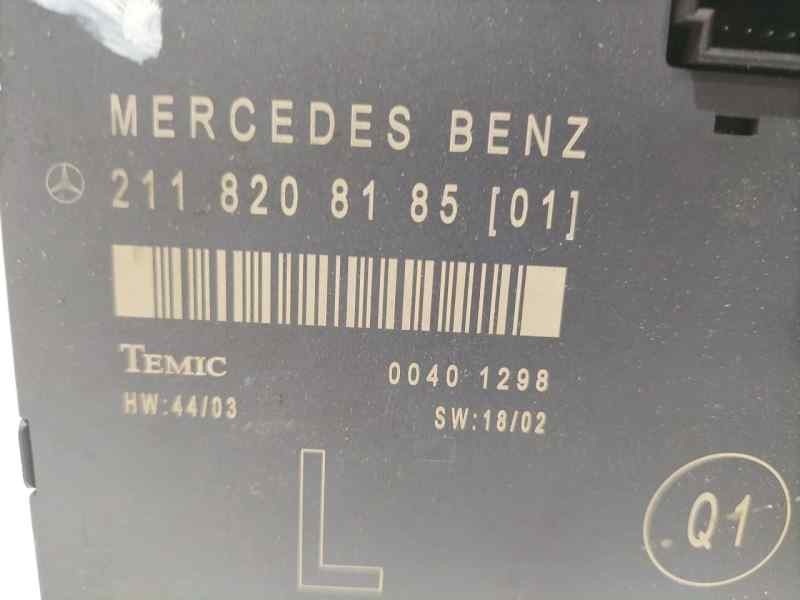 MERCEDES BENZ
211 820 81 85 [01]
TEMIC
0040 1298
HW:44/03
SW:18/02
L
Q1